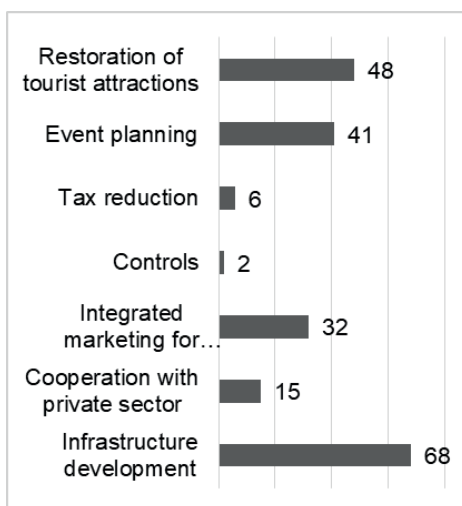 Restoration of
tourist attractions
48
Event planning
41
Tax reduction
6
Controls
2
Integrated
marketing for…
32
Cooperation with
private sector
15
Infrastructure
development
68